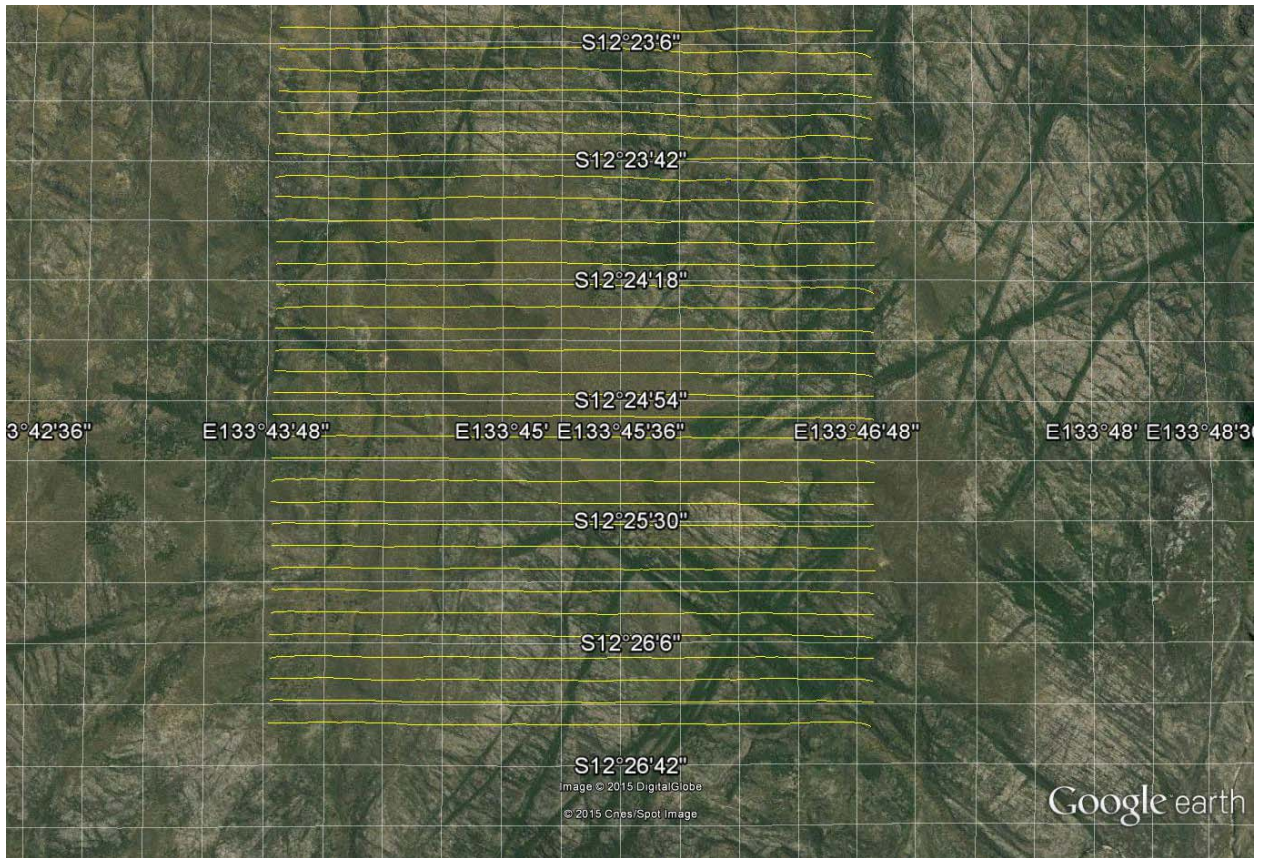 S12°23'6"
S12°23'42"
S12°24'18"
S12°24'54"
3°42'36" E133°43'48" E133°45' E133°45'36" E133°46'48" E133°48' E133°48'36
S12°25'30"
S12°26'6"
S12°26'42"
Image © 2015 DigitalGlobe
© 2015 Cnes/Spot Image
Google earth